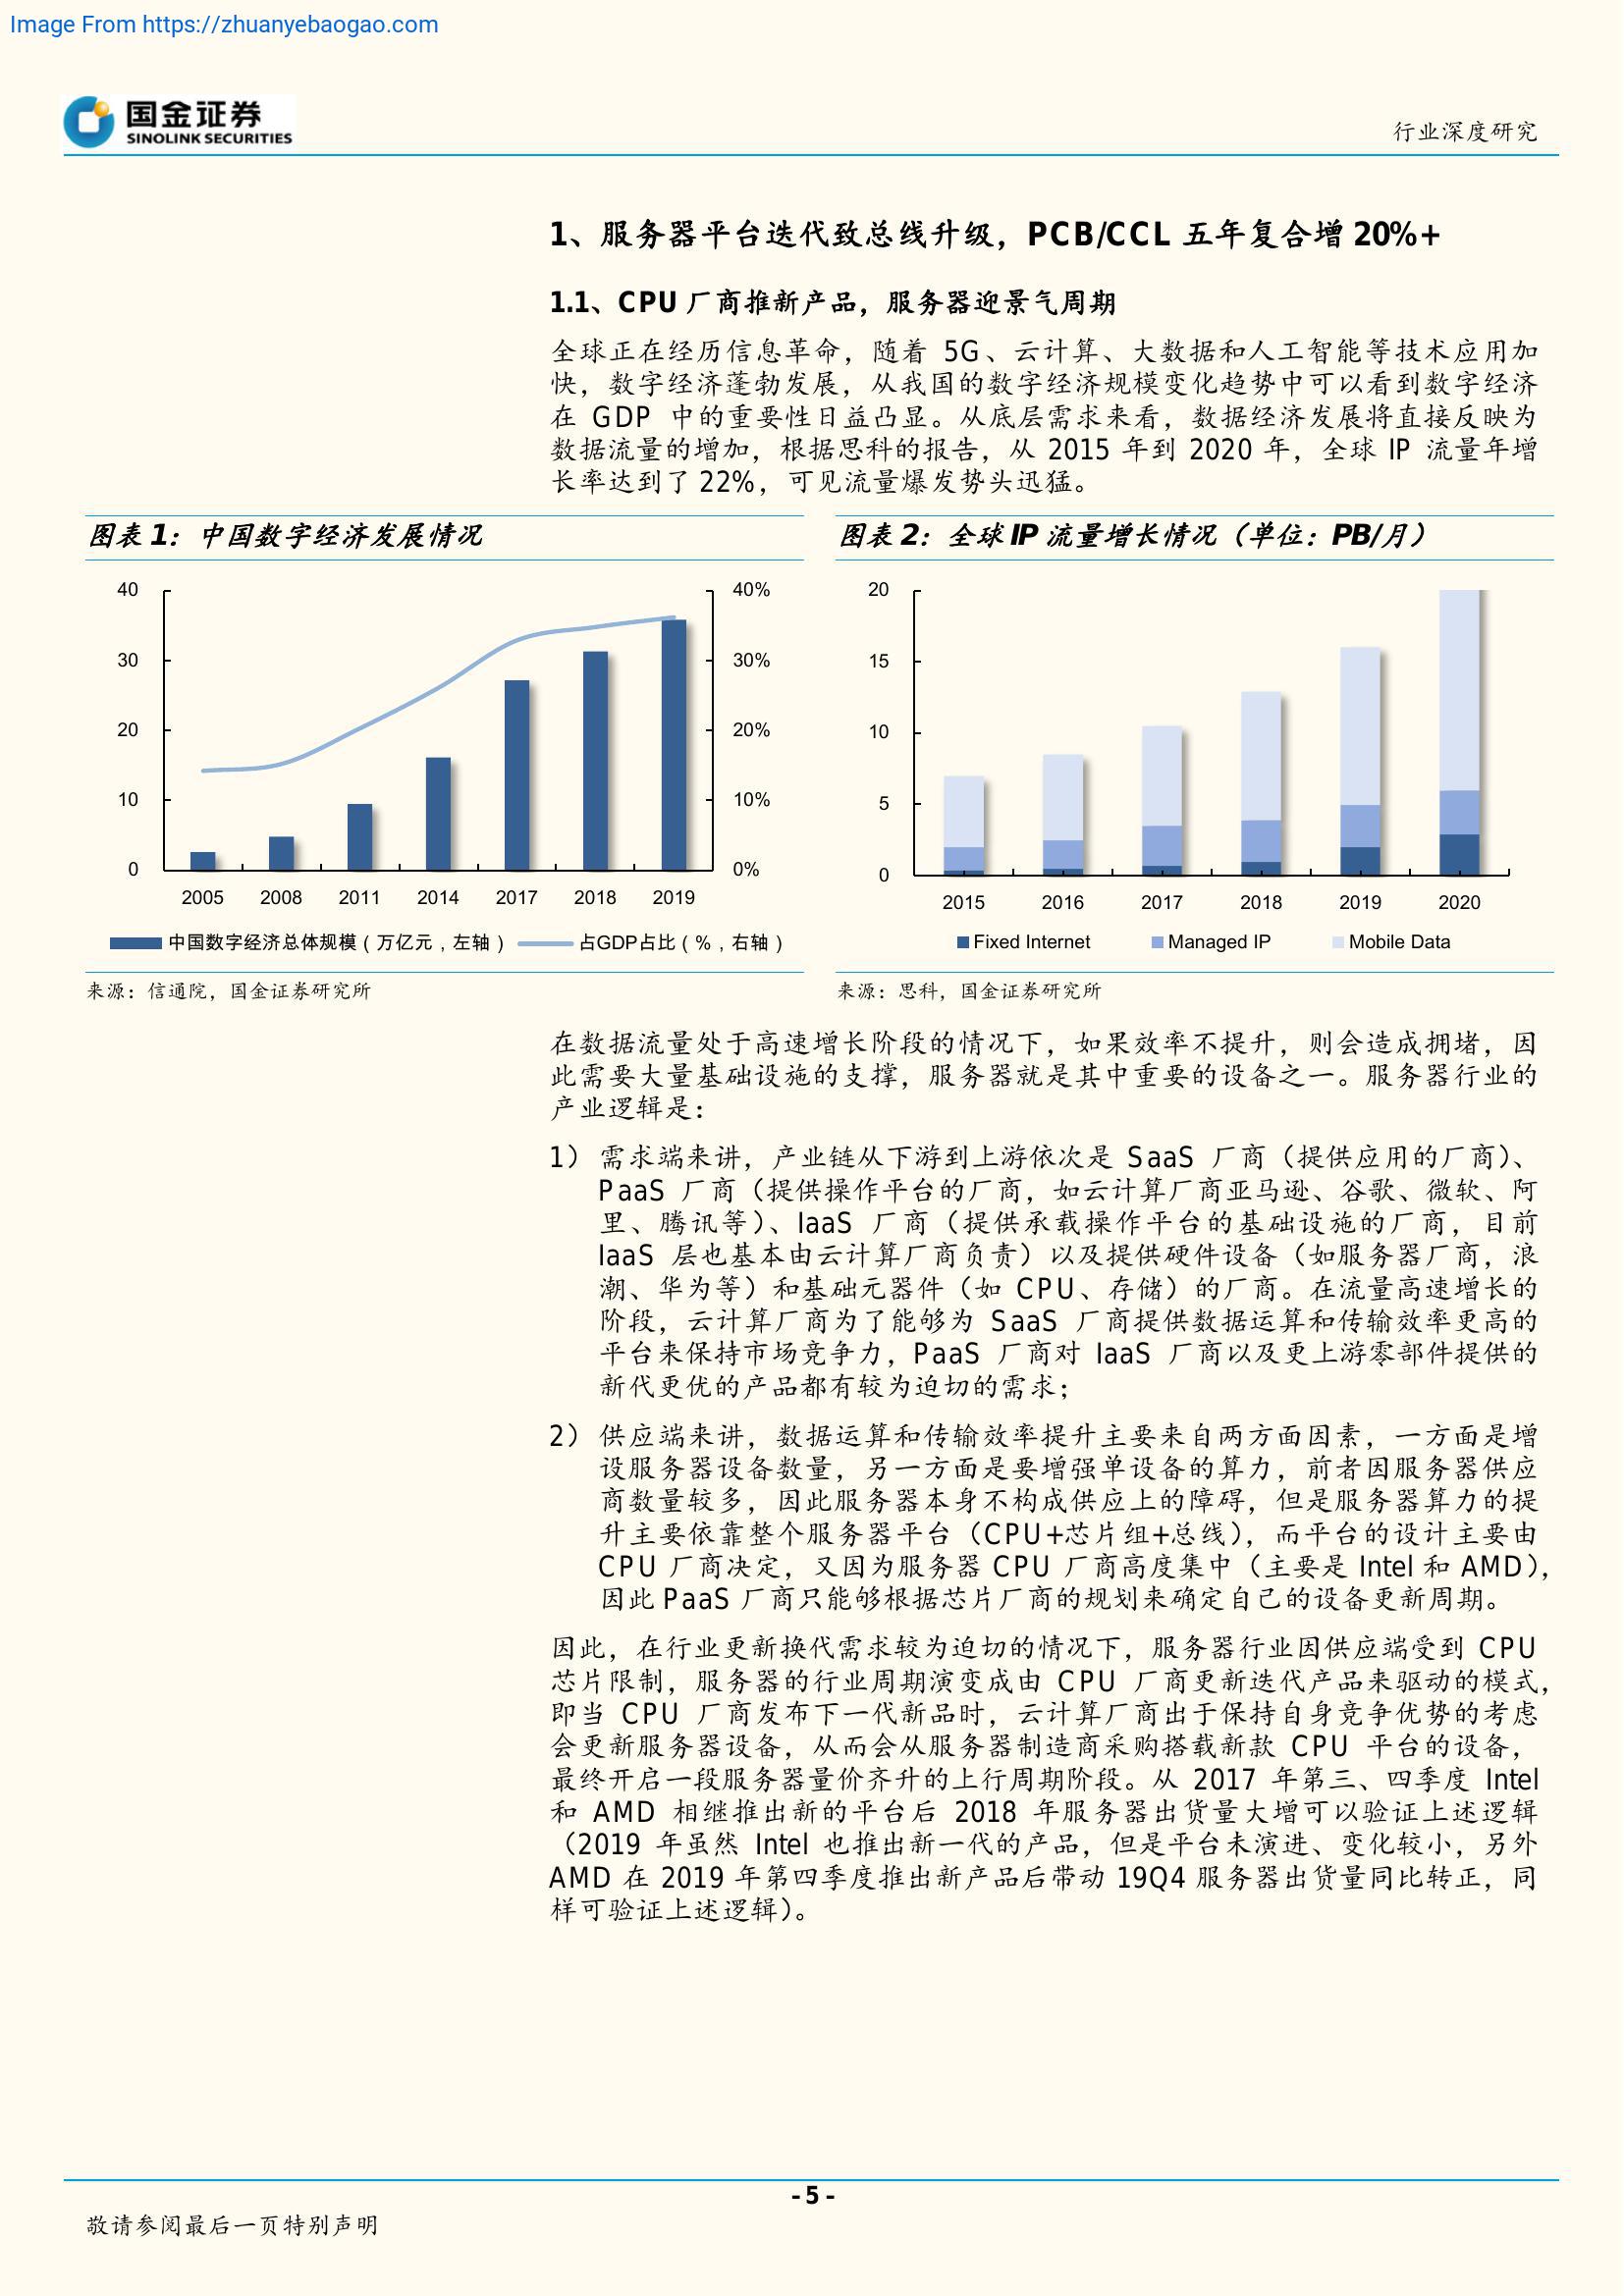 Image From https://zhuanyebaogao.com
国金证券
SINOLINK SECURITIES
行业深度研究
1、服务器平台迭代致总线升级，PCB/CCL 五年复合增 20%+
1.1、CPU 厂商推新产品，服务器迎景气周期
全球正在经历信息革命，随着 5G、云计算、大数据和人工智能等技术应用加
快，数字经济蓬勃发展，从我国的数字经济规模变化趋势中可以看到数字经济
在 GDP 中的重要性日益凸显。从底层需求来看，数据经济发展将直接反映为
数据流量的增加，根据思科的报告，从 2015 年到 2020 年，全球 IP 流量年增
长率达到了 22%，可见流量爆发势头迅猛。
图表 1：中国数字经济发展情况
40
30
20
10
0
40%
30%
20%
10%
0%
2005 2008 2011 2014 2017 2018 2019
中国数字经济总体规模（万亿元，左轴） 占GDP占比（%，右轴）
来源：信通院，国金证券研究所
图表 2：全球 IP 流量增长情况（单位：PB/月）
20
15
10
5
0
2015 2016 2017 2018 2019 2020
Fixed Internet Managed IP Mobile Data
来源：思科，国金证券研究所
在数据流量处于高速增长阶段的情况下，如果效率不提升，则会造成拥堵，因
此需要大量基础设施的支撑，服务器就是其中重要的设备之一。服务器行业的
产业逻辑是：
1） 需求端来讲，产业链从下游到上游依次是 SaaS 厂商（提供应用的厂商）、
PaaS 厂商（提供操作平台的厂商，如云计算厂商亚马逊、谷歌、微软、阿
里、腾讯等）、IaaS 厂商（提供承载操作平台的基础设施的厂商，目前
IaaS 层也基本由云计算厂商负责）以及提供硬件设备（如服务器厂商，浪
潮、华为等）和基础元器件（如 CPU、存储）的厂商。在流量高速增长的
阶段，云计算厂商为了能够为 SaaS 厂商提供数据运算和传输效率更高的
平台来保持市场竞争力，PaaS 厂商对 IaaS 厂商以及更上游零部件提供的
新代更优的产品都有较为迫切的需求；
2） 供应端来讲，数据运算和传输效率提升主要来自两方面因素，一方面是增
设服务器设备数量，另一方面是要增强单设备的算力，前者因服务器供应
商数量较多，因此服务器本身不构成供应上的障碍，但是服务器算力的提
升主要依靠整个服务器平台（CPU+芯片组+总线），而平台的设计主要由
CPU 厂商决定，又因为服务器 CPU 厂商高度集中（主要是 Intel 和 AMD），
因此 PaaS 厂商只能够根据芯片厂商的规划来确定自己的设备更新周期。
因此，在行业更新换代需求较为迫切的情况下，服务器行业因供应端受到 CPU
芯片限制，服务器的行业周期演变成由 CPU 厂商更新迭代产品来驱动的模式，
即当 CPU 厂商发布下一代新品时，云计算厂商出于保持自身竞争优势的考虑
会更新服务器设备，从而会从服务器制造商采购搭载新款 CPU 平台的设备，
最终开启一段服务器量价齐升的上行周期阶段。从 2017 年第三、四季度 Intel
和 AMD 相继推出新的平台后 2018 年服务器出货量大增可以验证上述逻辑
（2019 年虽然 Intel 也推出新一代的产品，但是平台未演进、变化较小，另外
AMD 在 2019 年第四季度推出新产品后带动 19Q4 服务器出货量同比转正，同
样可验证上述逻辑）。
- 5 -
敬请参阅最后一页特别声明